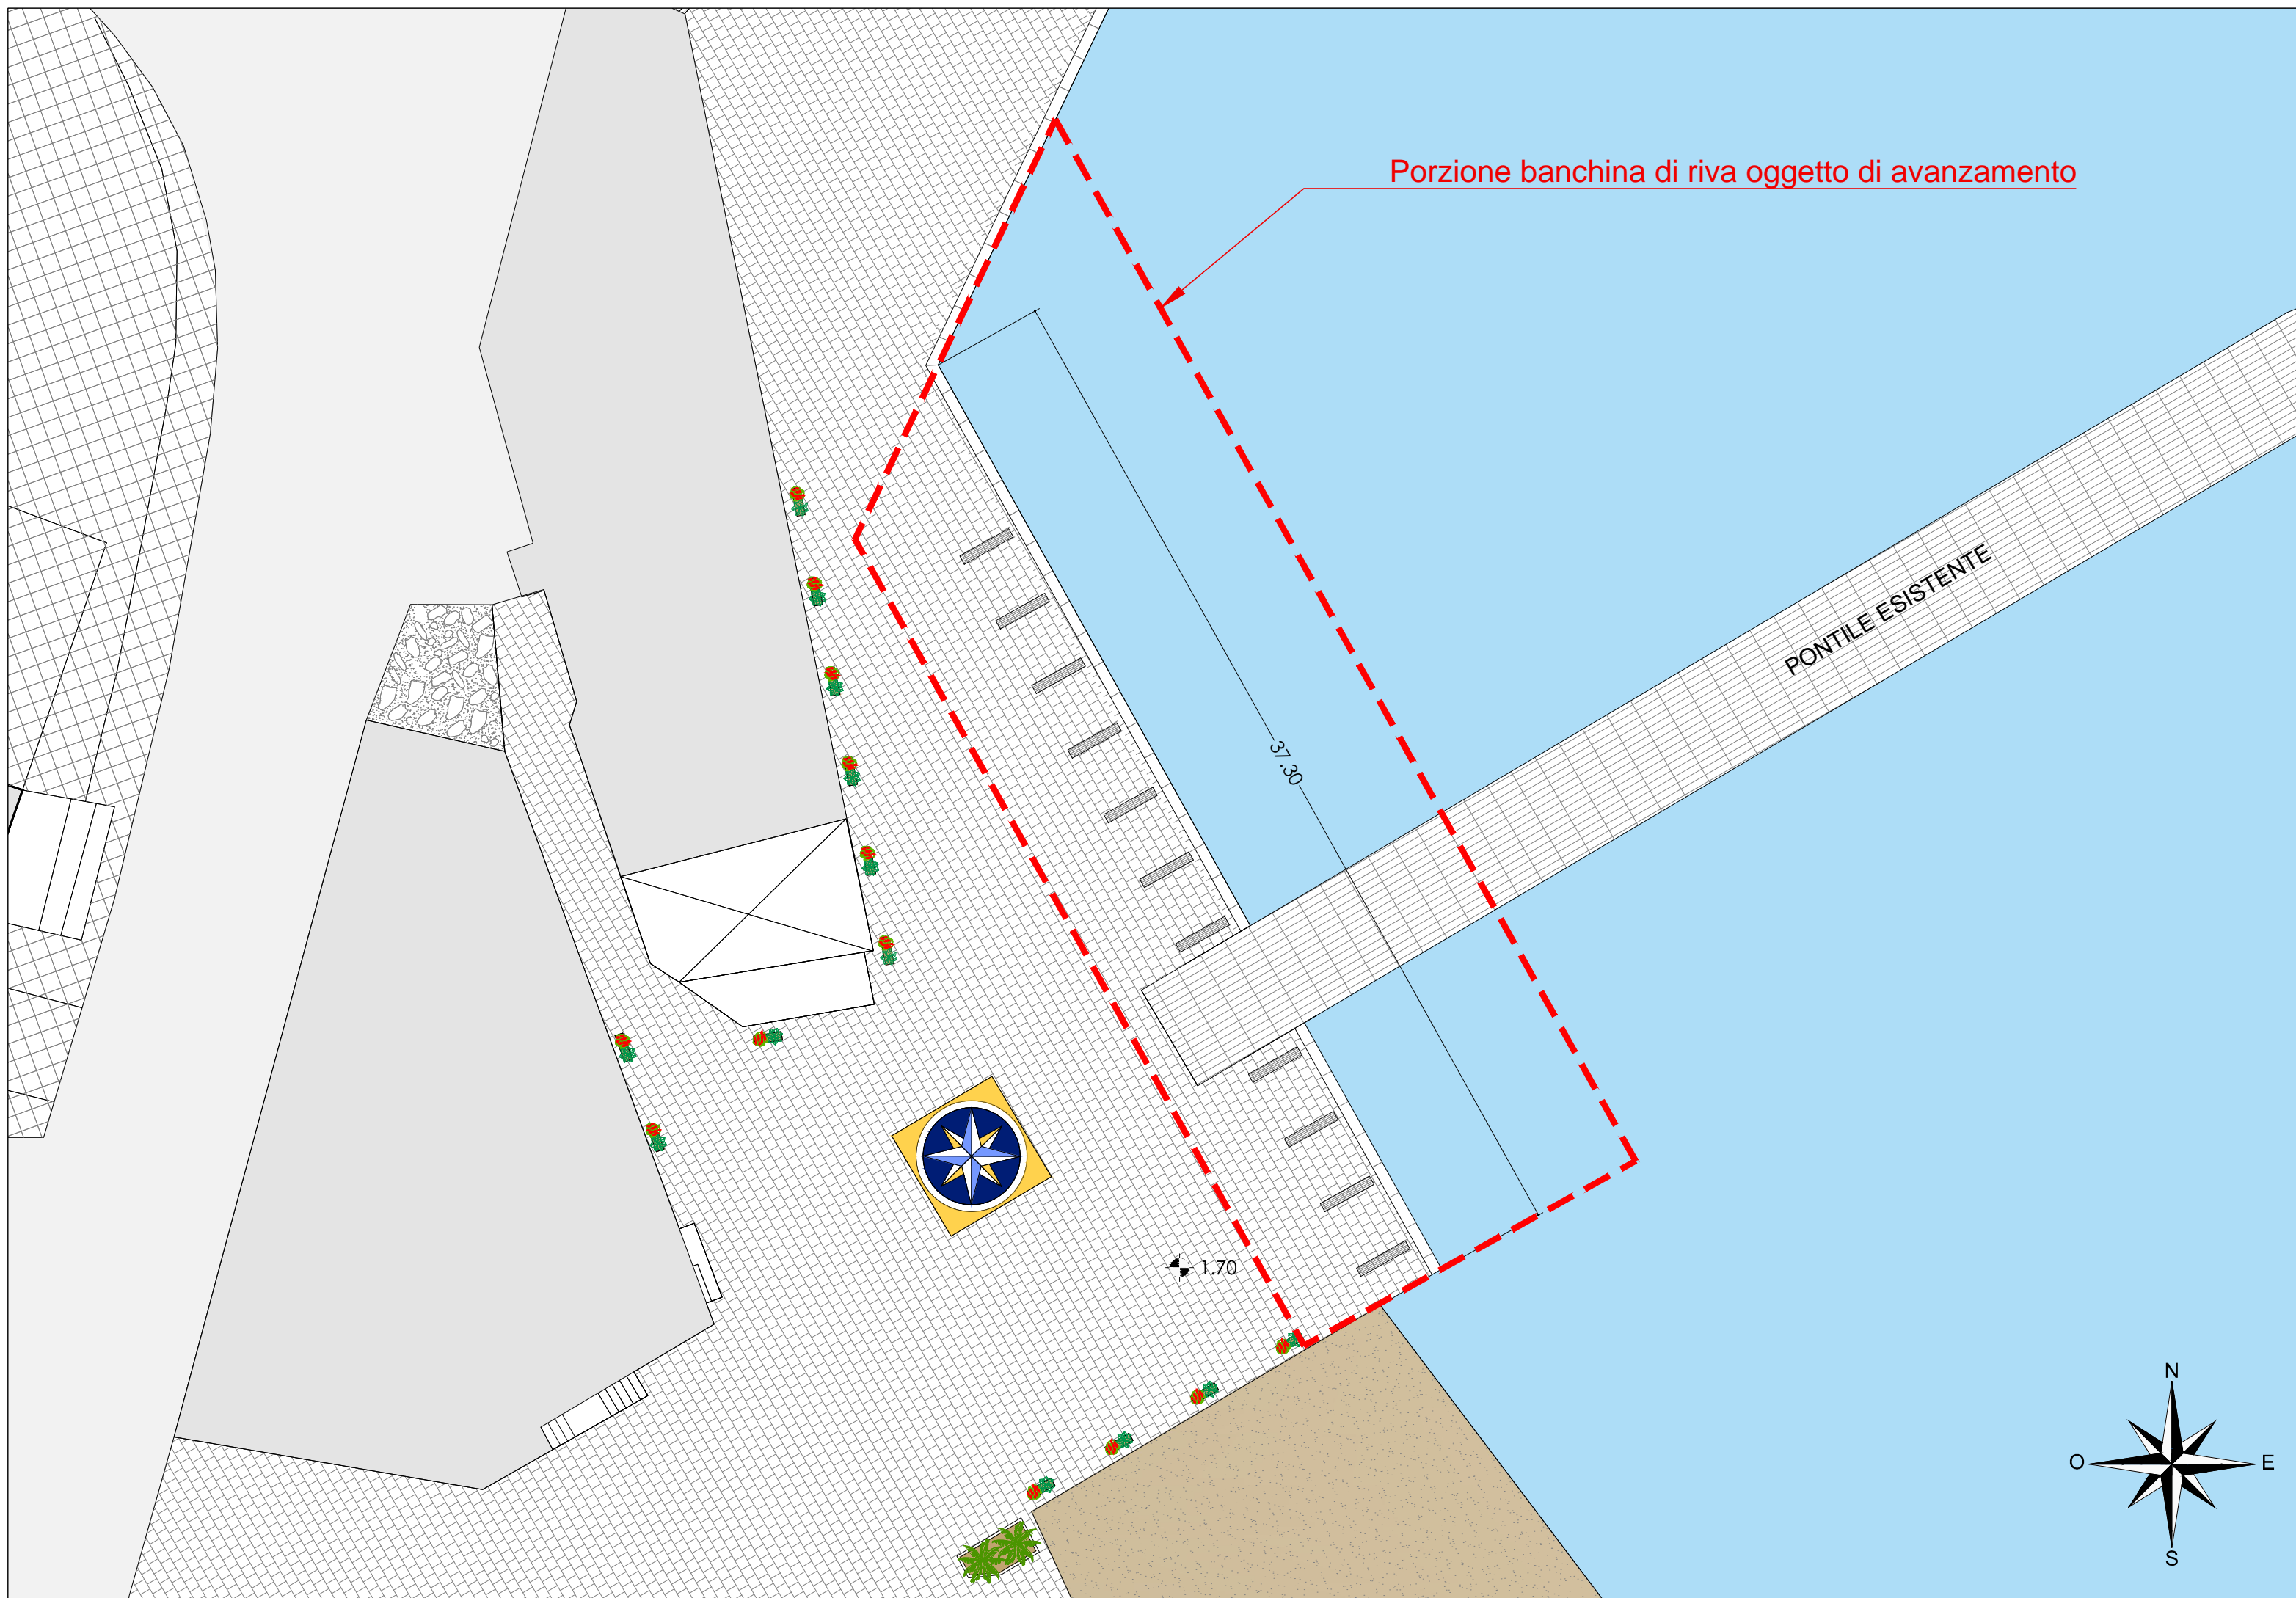 Porzione banchina di riva oggetto di avanzamento
PONTILE ESISTENTE
37.30
1.70
N
O
E
S